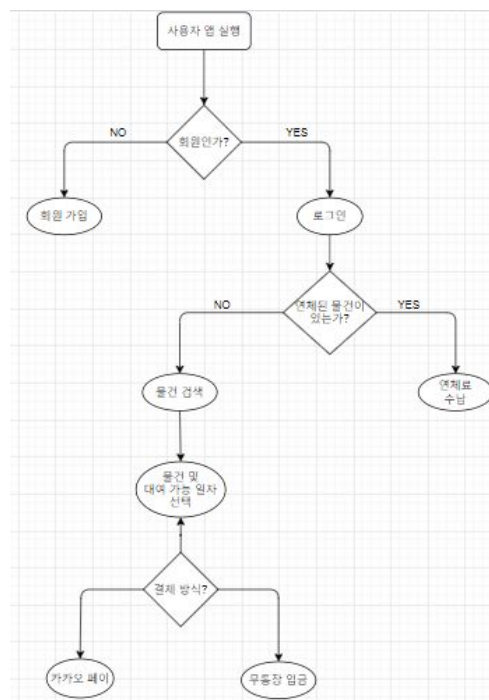 사용자 앱 실행
회원인가?
NO
YES
회원 가입
로그인
연체된 물건이
있는가?
NO
YES
물건 검색
연체료
수납
물건 및
대여 가능 일자
선택
결제 방식?
카카오 페이
무통장 입금